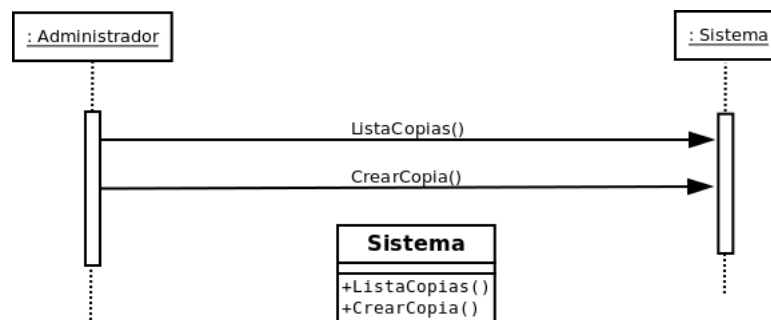 : Administrador
: Sistema
ListaCopias()
CrearCopia()
Sistema
+ListaCopias()
+CrearCopia()